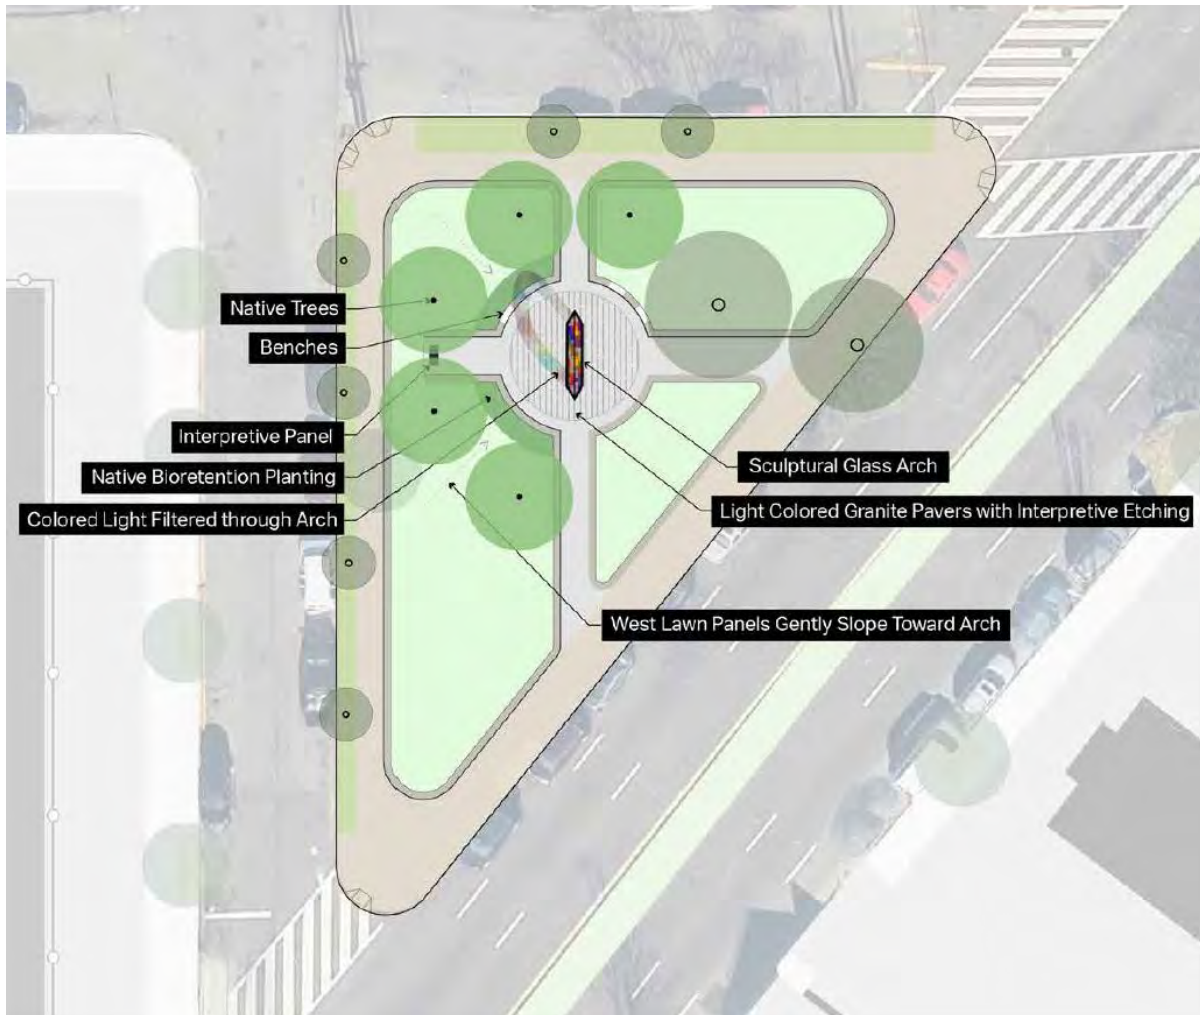 Native Trees
Benches
Interpretive Panel
Native Bioretention Planting
Colored Light Filtered through Arch
Sculptural Glass Arch
Light Colored Granite Pavers with Interpretive Etching
West Lawn Panels Gently Slope Toward Arch